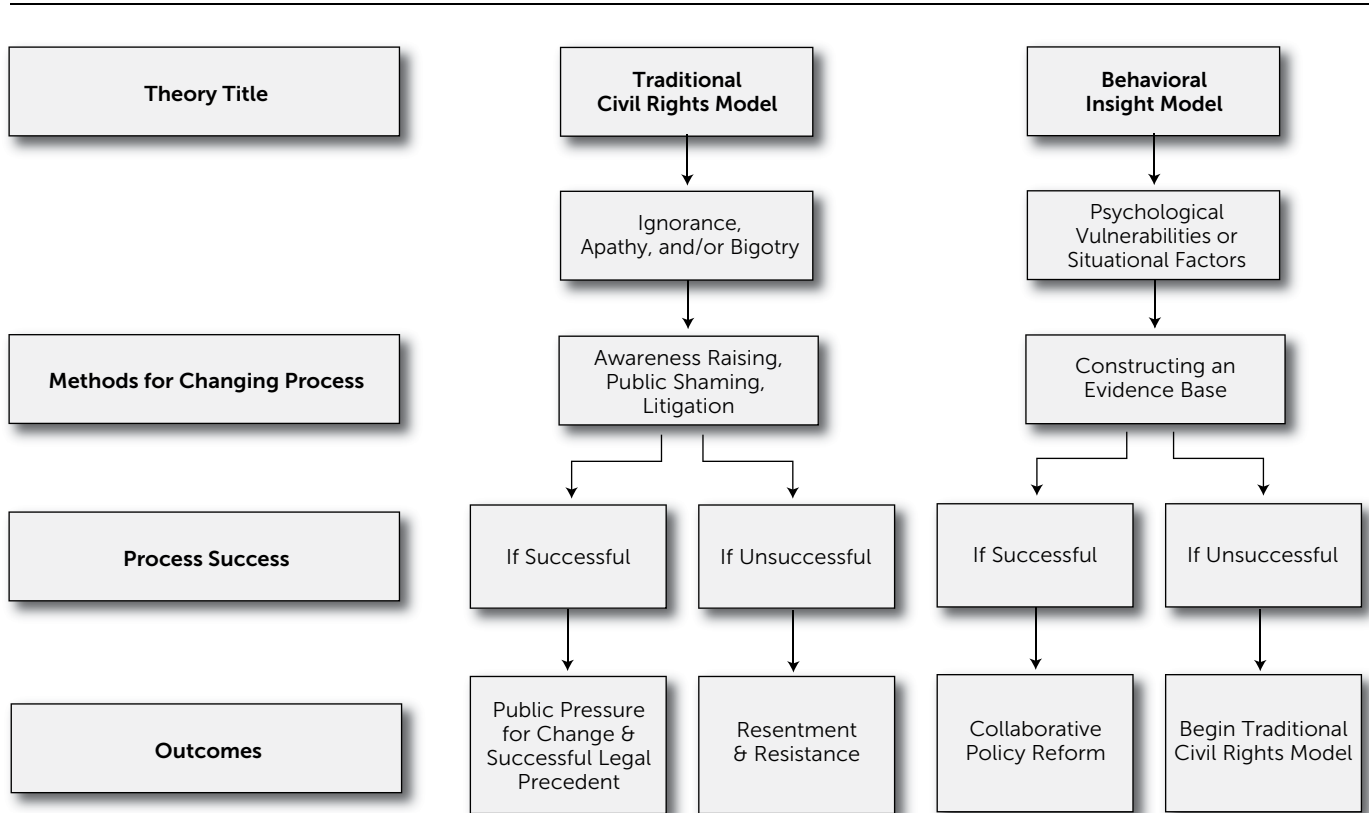 Theory Title
Traditional
Civil Rights Model
Behavioral
Insight Model
Ignorance,
Apathy, and/or Bigotry
Psychological
Vulnerabilities or
Situational Factors
Methods for Changing Process
Awareness Raising,
Public Shaming,
Litigation
Constructing an
Evidence Base
Process Success
If Successful
If Unsuccessful
If Successful
If Unsuccessful
Outcomes
Public Pressure
for Change &
Successful Legal
Precedent
Resentment
& Resistance
Collaborative
Policy Reform
Begin Traditional
Civil Rights Model